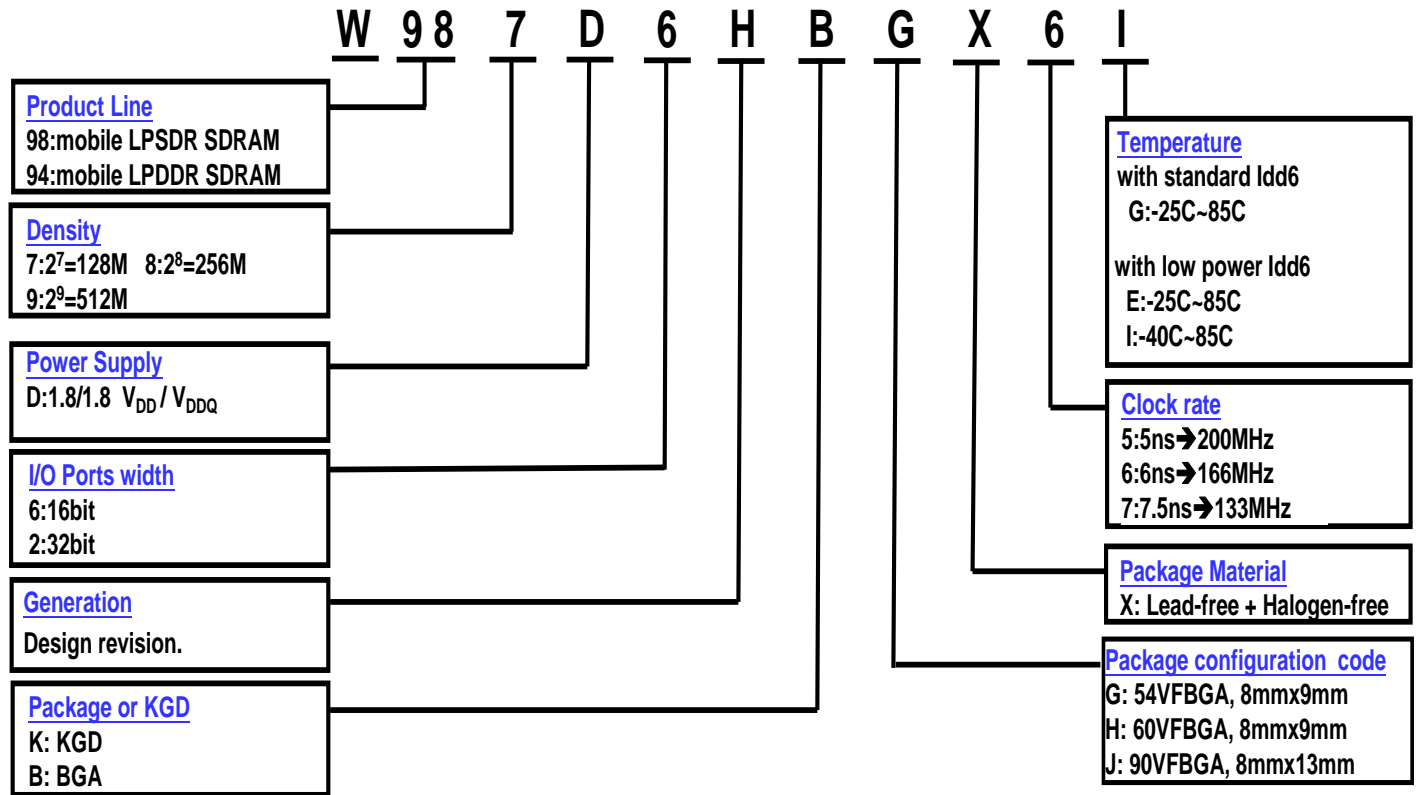 W 98 7 D 6 H B G X 6 I
Product Line
98:mobile LPSDR SDRAM
94:mobile LPDDR SDRAM
Density
7:2⁷=128M 8:2⁸=256M
9:2⁹=512M
Power Supply
D:1.8/1.8 V_DD / V_DDQ
I/O Ports width
6:16bit
2:32bit
Generation
Design revision.
Package or KGD
K: KGD
B: BGA
Temperature
with standard Idd6
G:-25C~85C
with low power Idd6
E:-25C~85C
I:-40C~85C
Clock rate
5:5ns➔200MHz
6:6ns➔166MHz
7:7.5ns➔133MHz
Package Material
X: Lead-free + Halogen-free
Package configuration code
G: 54VFBGA, 8mmx9mm
H: 60VFBGA, 8mmx9mm
J: 90VFBGA, 8mmx13mm